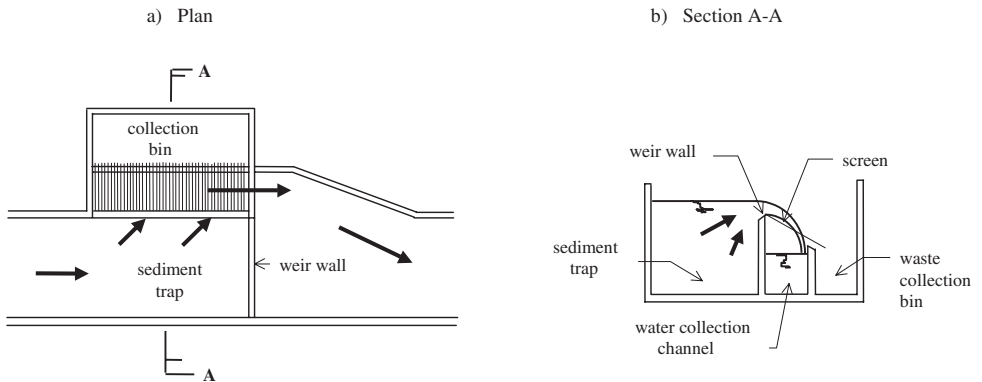 a) Plan
A
collection
bin
sediment
trap
weir wall
A
b) Section A-A
weir wall
screen
sediment
trap
waste
collection
bin
water collection
channel